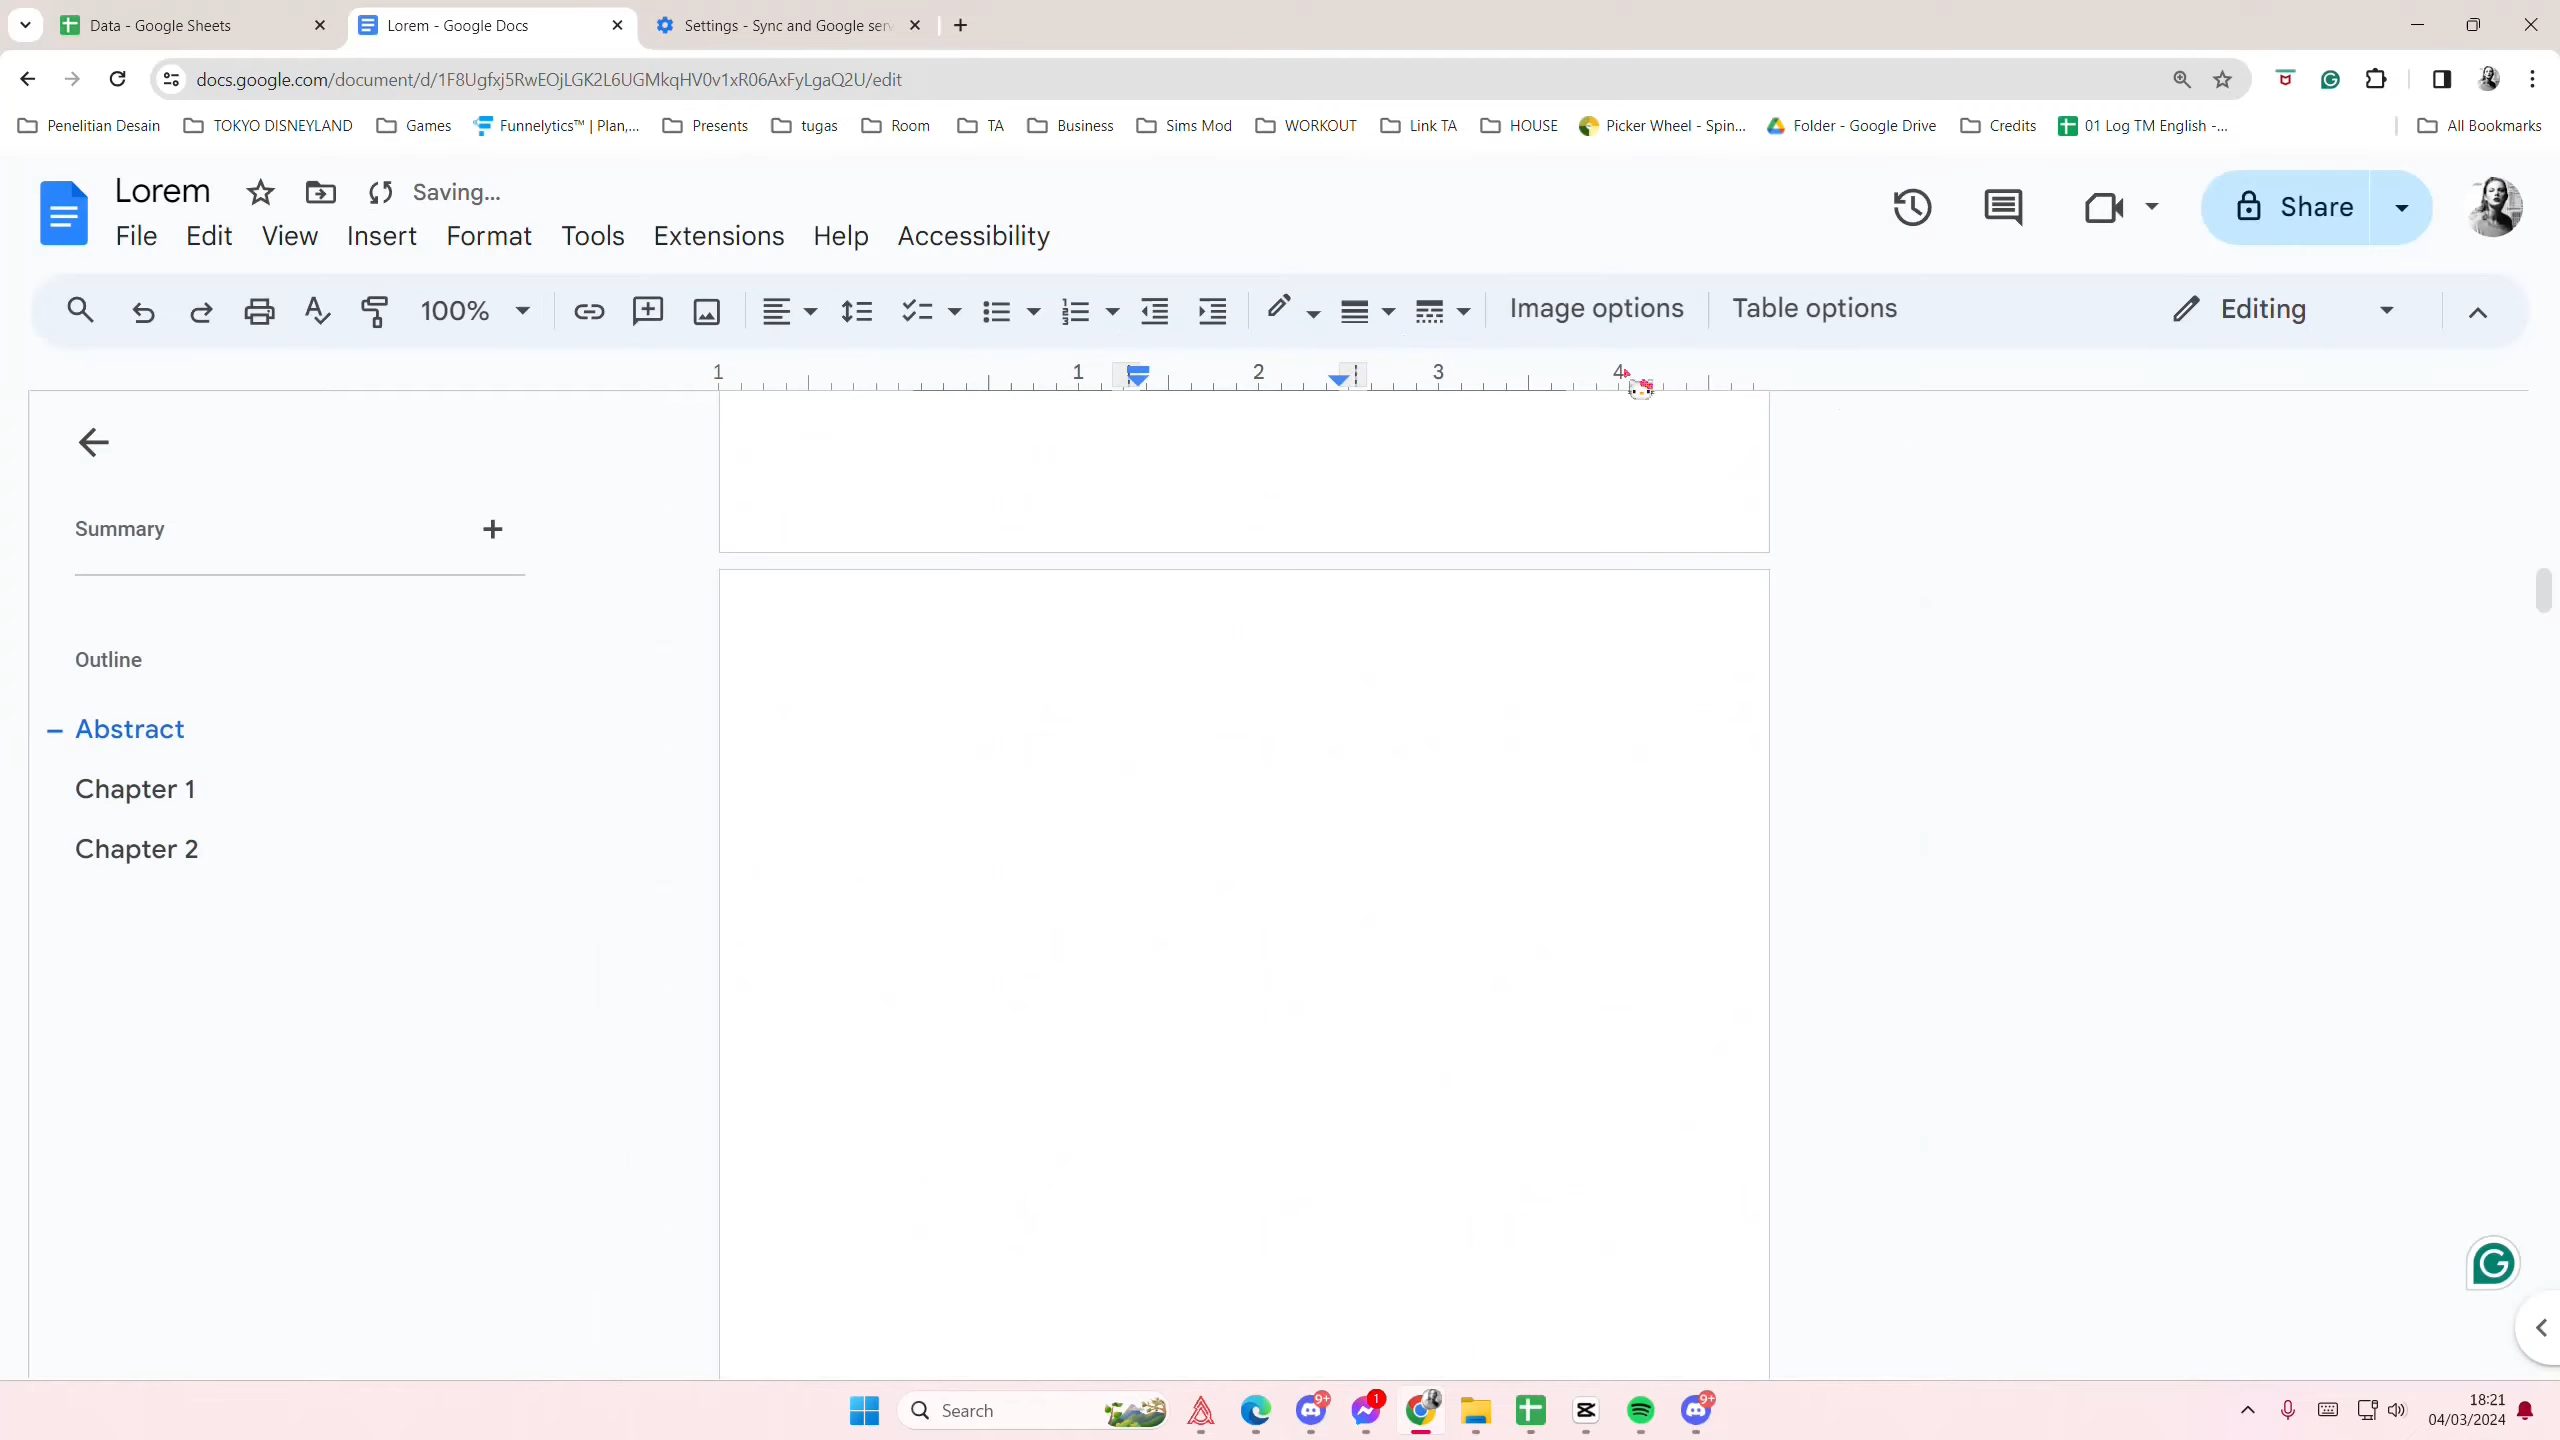 Data - Google Sheets
Lorem - Google Docs
Settings - Sync and Google serv
docs.google.com/document/d/1F8Ugfxj5RwEOjLGK2L6UGMkqHV0v1xR06AxFyLgaQ2U/edit
Penelitian Desain
TOKYO DISNEYLAND
Games
Funnelytics™ | Plan,...
Presents
tugas
Room
TA
Business
Sims Mod
WORKOUT
Link TA
HOUSE
Picker Wheel - Spin...
Folder - Google Drive
Credits
01 Log TM English -...
All Bookmarks
Lorem
Saving...
Share
File
Edit
View
Insert
Format
Tools
Extensions
Help
Accessibility
100%
Image options
Table options
Editing
1
1
2
3
4
Summary
Outline
Abstract
Chapter 1
Chapter 2
Search
9+
1
9+
18:21
04/03/2024